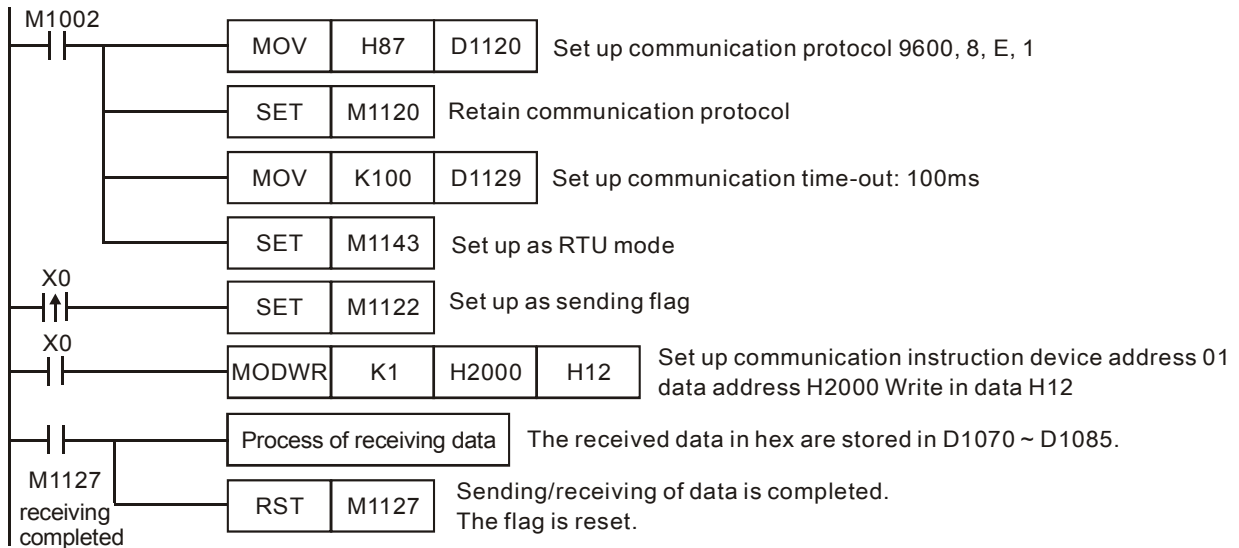 M1002
MOV H87 D1120 Set up communication protocol 9600, 8, E, 1
SET M1120 Retain communication protocol
MOV K100 D1129 Set up communication time-out: 100ms
SET M1143 Set up as RTU mode
X0
SET M1122 Set up as sending flag
X0
MODWR K1 H2000 H12 Set up communication instruction device address 01
data address H2000 Write in data H12
Process of receiving data The received data in hex are stored in D1070 ~ D1085.
M1127
receiving
completed
RST M1127 Sending/receiving of data is completed.
The flag is reset.